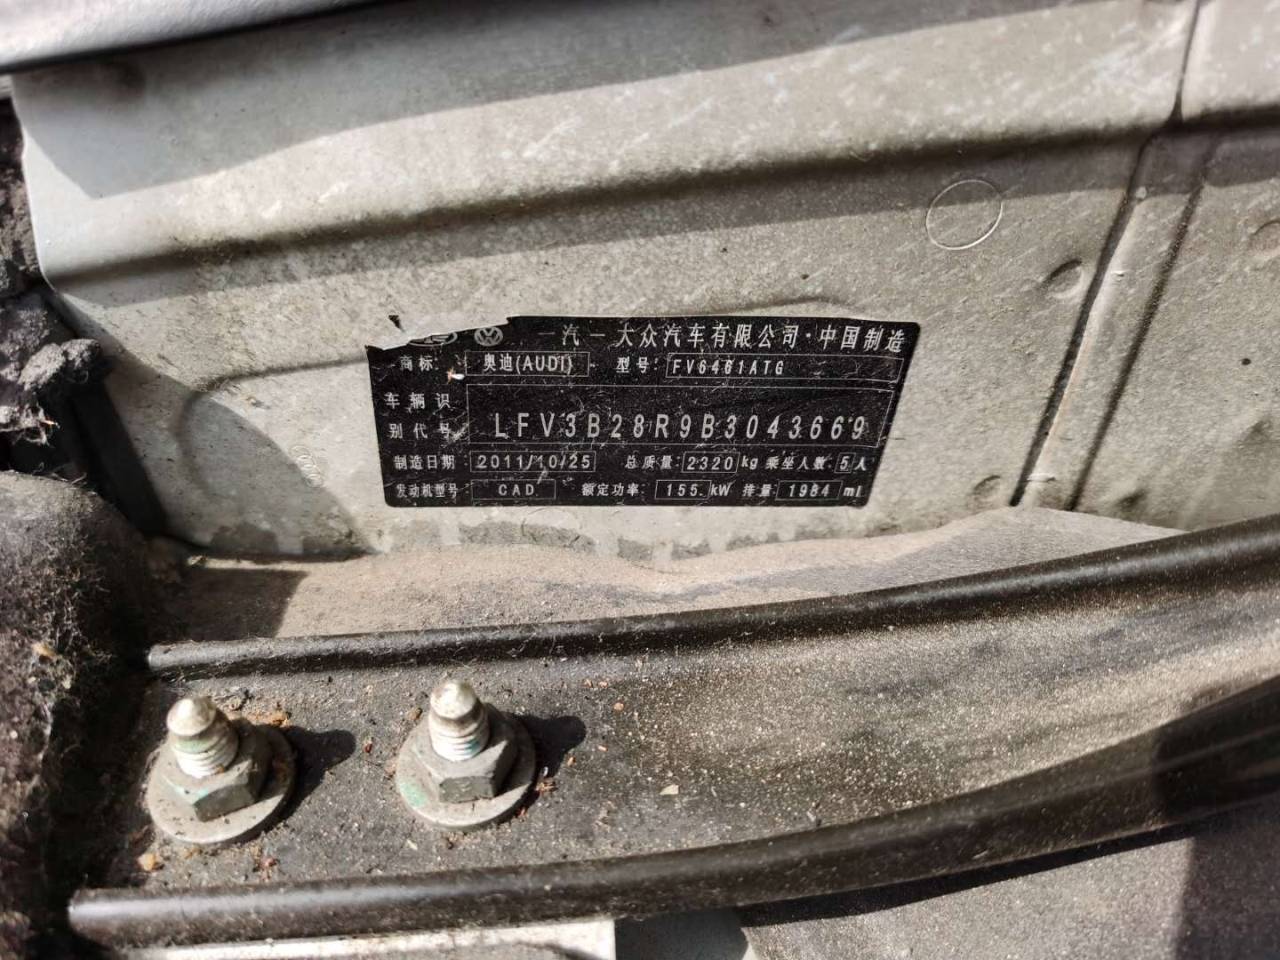 一汽一大众汽车有限公司·中国制造
商标: 奥迪(AUDI) 型号: FV6461ATG
车辆识
别代号 LFV3B28R9B3043669
制造日期 2011/10/25 总质量: 2320 kg 乘坐人数: 5 人
发动机型号 CAD 额定功率: 155. kW 排量: 1984 ml